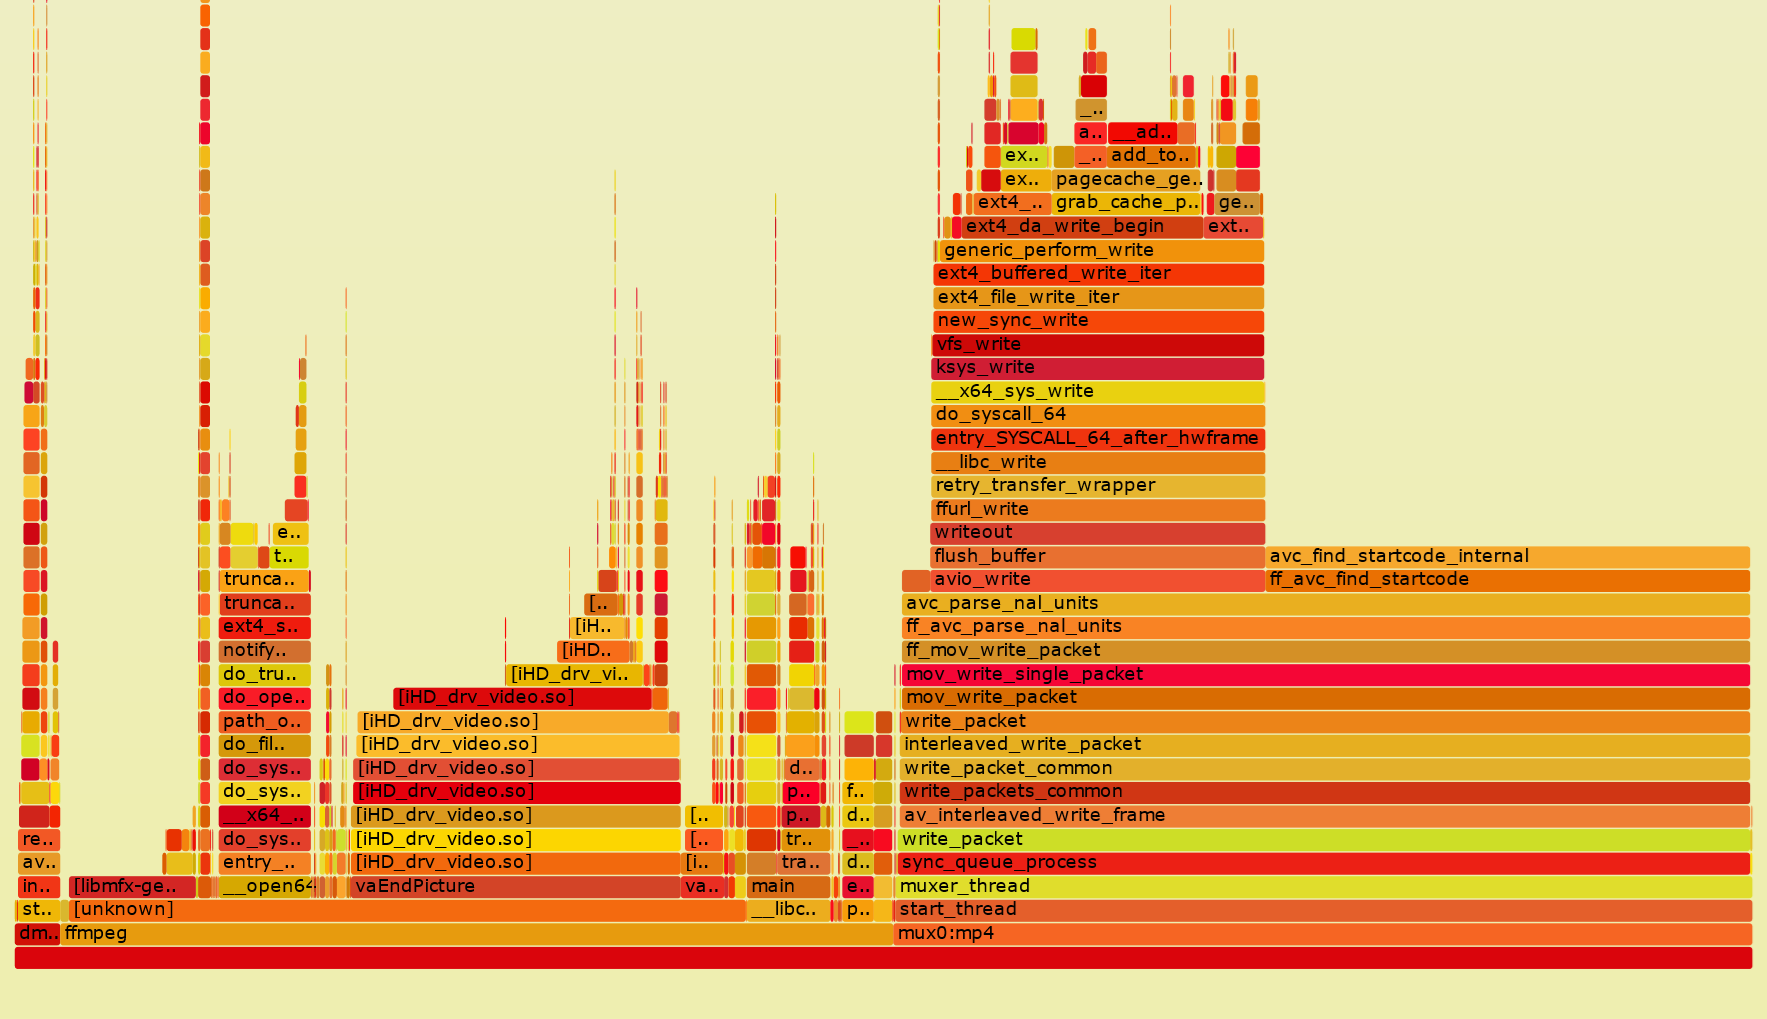 _..
a.. __ad..
ex.. _.. add_to..
ex.. pagecache_ge..
ext4_.. grab_cache_p.. ge..
ext4_da_write_begin ext..
generic_perform_write
ext4_buffered_write_iter
ext4_file_write_iter
new_sync_write
vfs_write
ksys_write
__x64_sys_write
do_syscall_64
entry_SYSCALL_64_after_hwframe
__libc_write
retry_transfer_wrapper
ffurl_write
e.. writeout
t.. flush_buffer avc_find_startcode_internal
trunca.. avio_write ff_avc_find_startcode
trunca.. [.. avc_parse_nal_units
ext4_s.. [iH.. ff_avc_parse_nal_units
notify.. [iHD.. ff_mov_write_packet
do_tru.. [iHD_drv_vi.. mov_write_single_packet
do_ope.. [iHD_drv_video.so] mov_write_packet
path_o.. [iHD_drv_video.so] write_packet
do_fil.. [iHD_drv_video.so] interleaved_write_packet
do_sys.. [iHD_drv_video.so] d.. write_packet_common
do_sys.. [iHD_drv_video.so] p.. f.. write_packets_common
__x64_.. [iHD_drv_video.so] [.. p.. d.. av_interleaved_write_frame
re.. do_sys.. [iHD_drv_video.so] [.. tr.. _.. write_packet
av.. entry_.. [iHD_drv_video.so] [i.. tra.. d.. sync_queue_process
in.. [libmfx-ge.. __open64 vaEndPicture va.. main e.. muxer_thread
st.. [unknown] __libc.. p.. start_thread
dm.. ffmpeg mux0:mp4